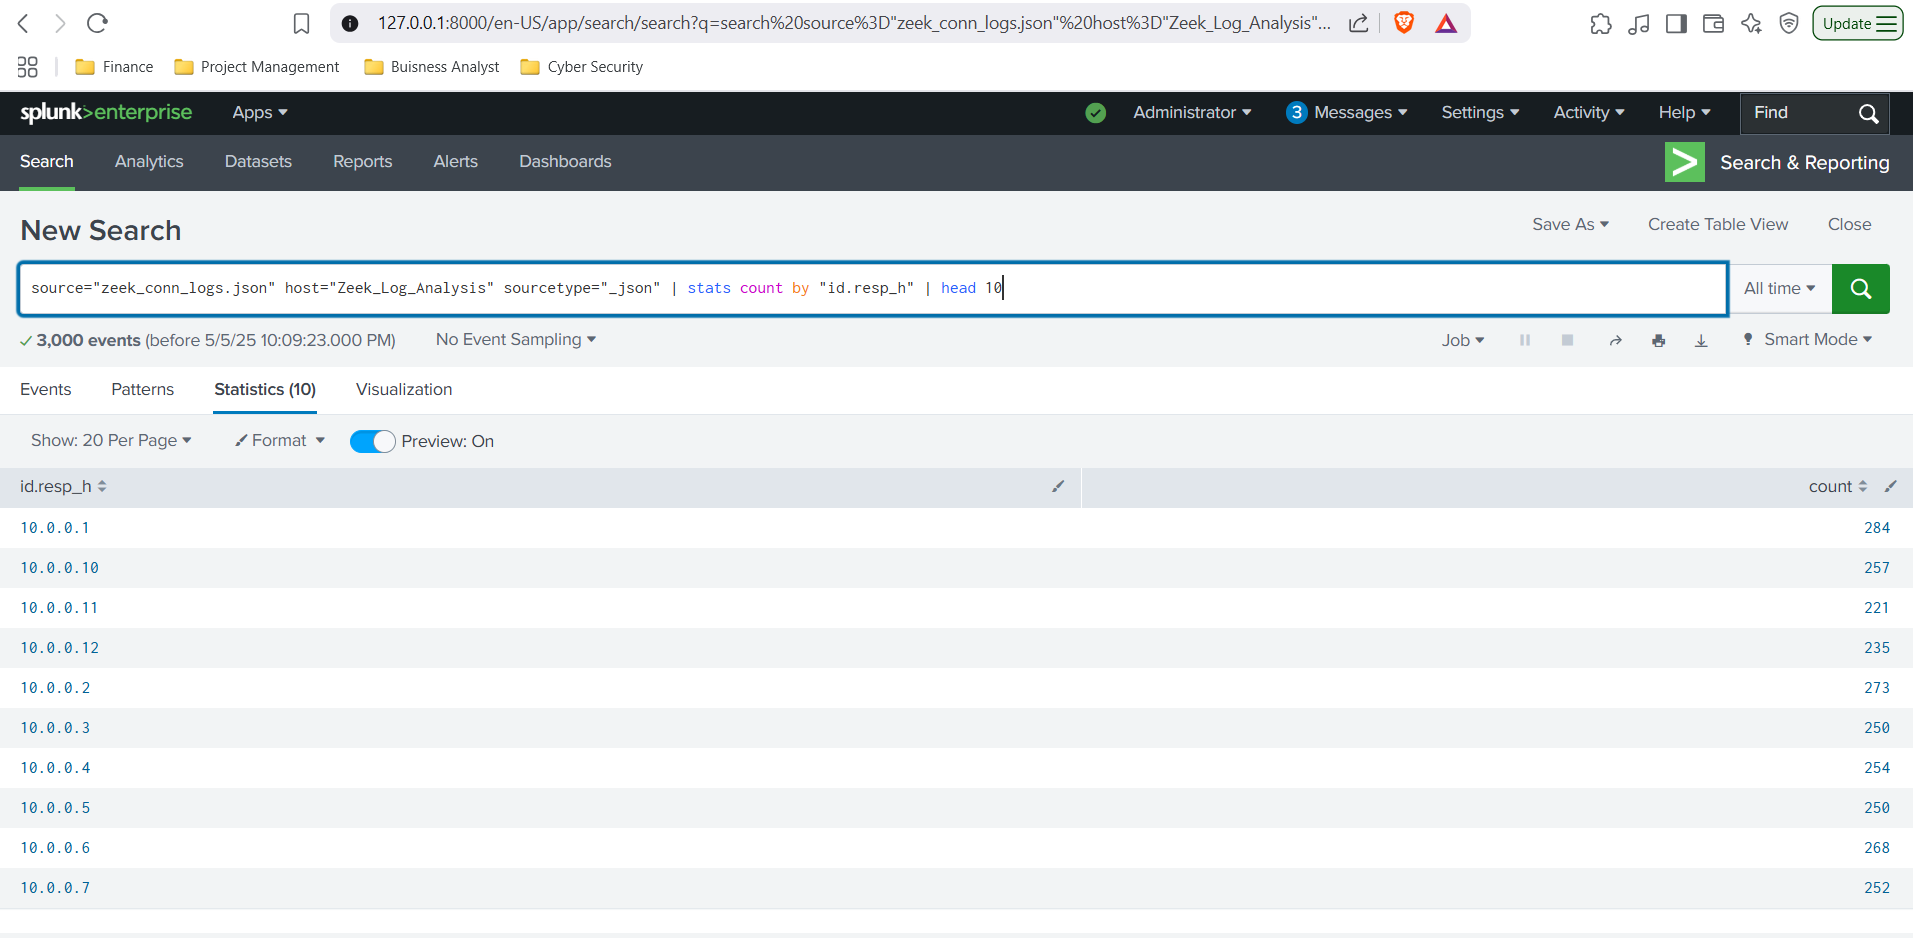 127.0.0.1:8000/en-US/app/search/search?q=search%20source%3D"zeek_conn_logs.json"%20host%3D"Zeek_Log_Analysis"...
Update
Finance Project Management Buisness Analyst Cyber Security
splunk>enterprise Apps Administrator 3 Messages Settings Activity Help Find
Search Analytics Datasets Reports Alerts Dashboards Search & Reporting
New Search Save As Create Table View Close
source="zeek_conn_logs.json" host="Zeek_Log_Analysis" sourcetype="_json" | stats count by "id.resp_h" | head 10 All time
3,000 events (before 5/5/25 10:09:23.000 PM) No Event Sampling Job Smart Mode
Events Patterns Statistics (10) Visualization
Show: 20 Per Page Format Preview: On
id.resp_h count
10.0.0.1 284
10.0.0.10 257
10.0.0.11 221
10.0.0.12 235
10.0.0.2 273
10.0.0.3 250
10.0.0.4 254
10.0.0.5 250
10.0.0.6 268
10.0.0.7 252